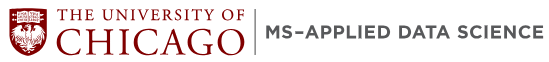 THE UNIVERSITY OF
CHICAGO
MS–APPLIED DATA SCIENCE